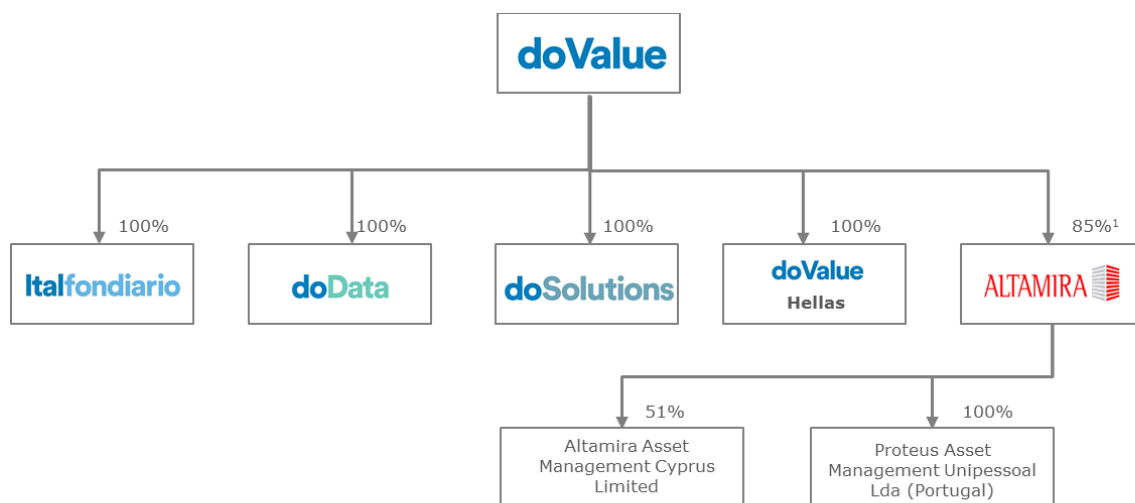 doValue
100%
100%
100%
100%
85%¹
Italfondiario
doData
doSolutions
doValue
Hellas
ALTAMIRA
51%
100%
Altamira Asset
Management Cyprus
Limited
Proteus Asset
Management Unipessoal
Lda (Portugal)